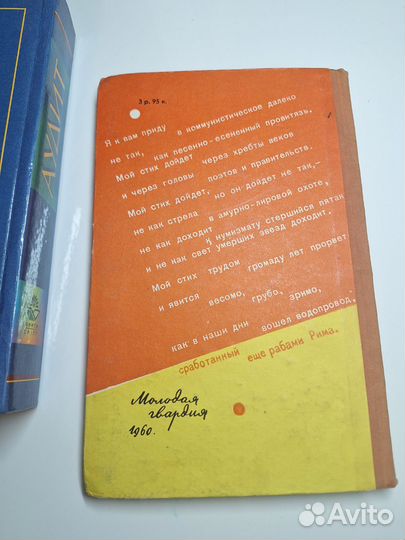 АУДИТ
3 р. 95 к.
Я к вам приду в коммунистическое далеко
не так, как песенно-есененный провитязь.
Мой стих дойдет через хребты веков
и через головы поэтов и правительств.
Мой стих дойдет, но он дойдет не так,–
не как стрела в амурно-лировой охоте,
не как доходит к нумизмату стершийся пятак
и не как свет умерших звезд доходит.
Мой стих трудом громаду лет прорвет
и явится весомо, грубо, зримо,
как в наши дни вошел водопровод,
сработанный еще рабами Рима.
Молодая
гвардия
1960.
Avito